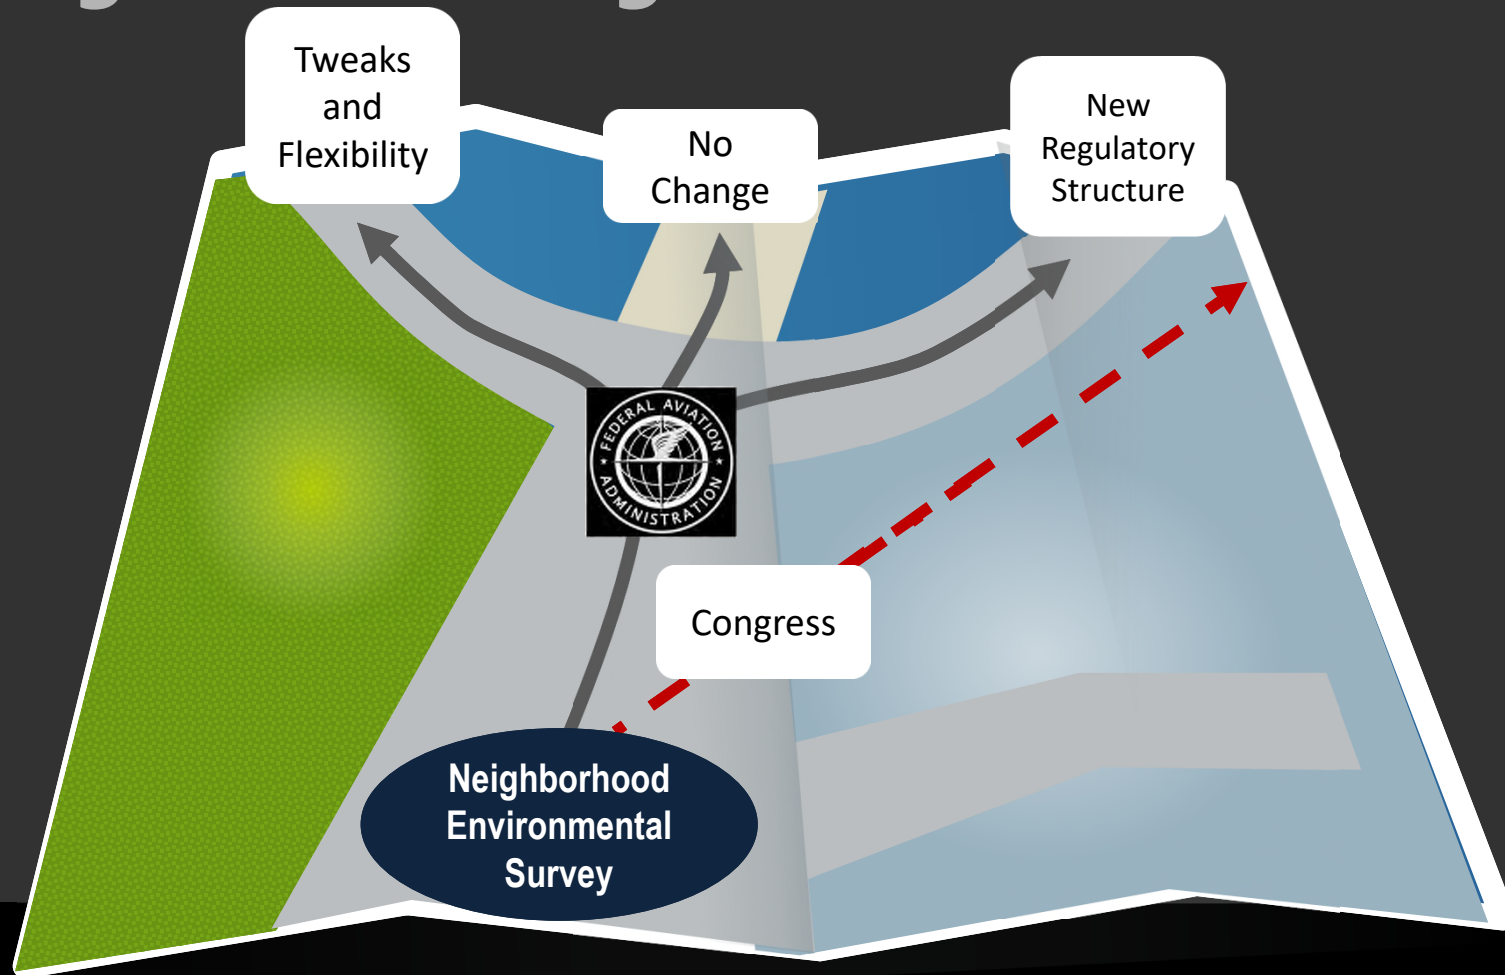 Tweaks
and
Flexibility
No
Change
New
Regulatory
Structure
FEDERAL AVIATION
ADMINISTRATION
Congress
Neighborhood
Environmental
Survey